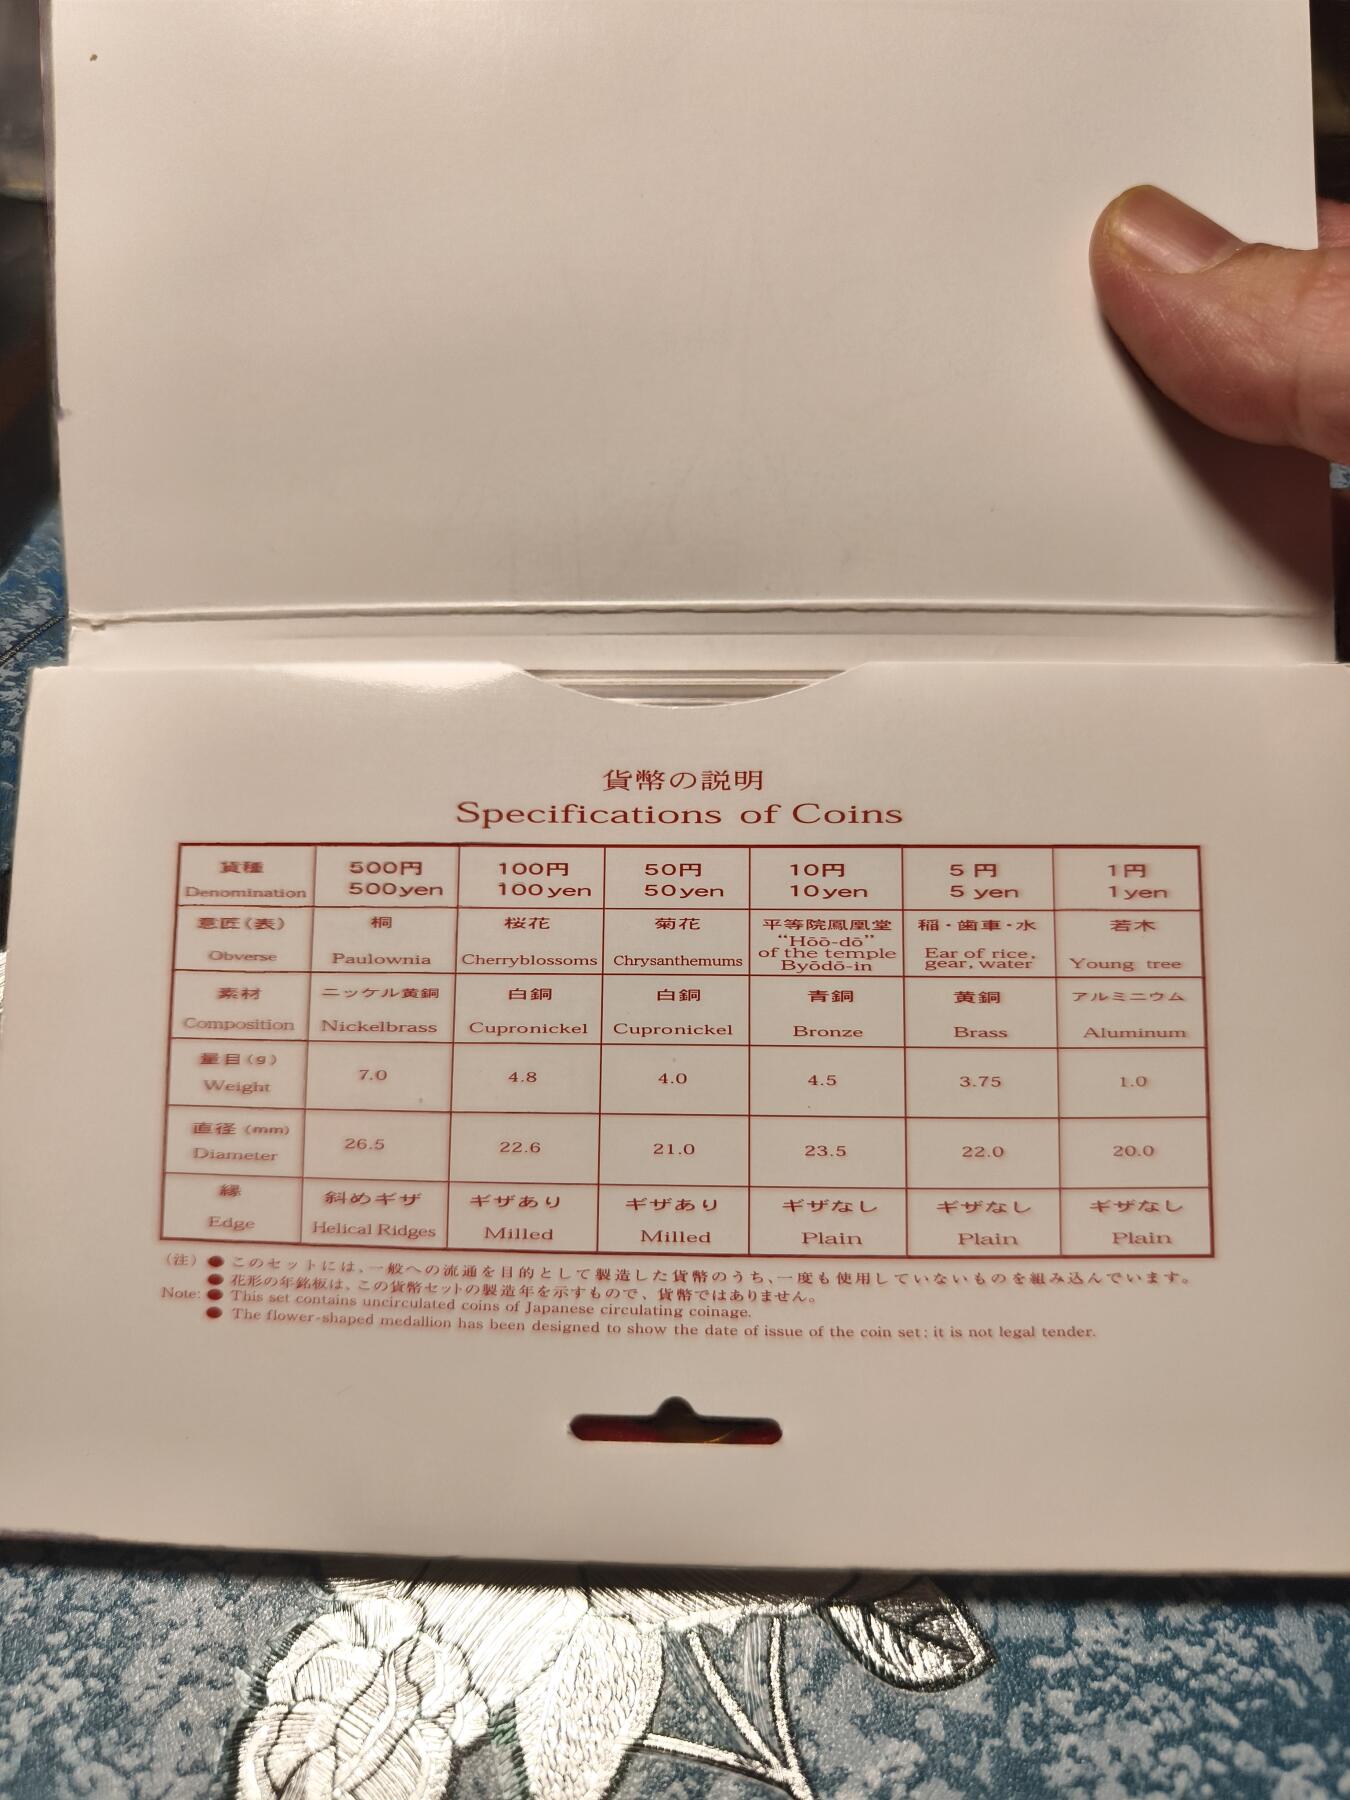 貨幣の説明
Specifications of Coins
貨種 500円 100円 50円 10円 5円 1円
Denomination 500yen 100yen 50yen 10yen 5 yen 1yen
意匠(表) 桐 桜花 菊花 平等院鳳凰堂 稲・歯車・水 若木
Obverse Paulownia Cherryblossoms Chrysanthemums “Hōō-dō” of the temple Byōdō-in Ear of rice, gear, water Young tree
素材 ニッケル黄銅 白銅 白銅 青銅 黄銅 アルミニウム
Composition Nickelbrass Cupronickel Cupronickel Bronze Brass Aluminum
量目(g)
Weight 7.0 4.8 4.0 4.5 3.75 1.0
直径(mm)
Diameter 26.5 22.6 21.0 23.5 22.0 20.0
縁 斜めギザ ギザあり ギザあり ギザなし ギザなし ギザなし
Edge Helical Ridges Milled Milled Plain Plain Plain
(注) ● このセットには、一般への流通を目的として製造した貨幣のうち、一度も使用していないものを組み込んでいます。
● 花形の年銘板は、この貨幣セットの製造年を示すもので、貨幣ではありません。
Note: ● This set contains uncirculated coins of Japanese circulating coinage.
● The flower-shaped medallion has been designed to show the date of issue of the coin set; it is not legal tender.